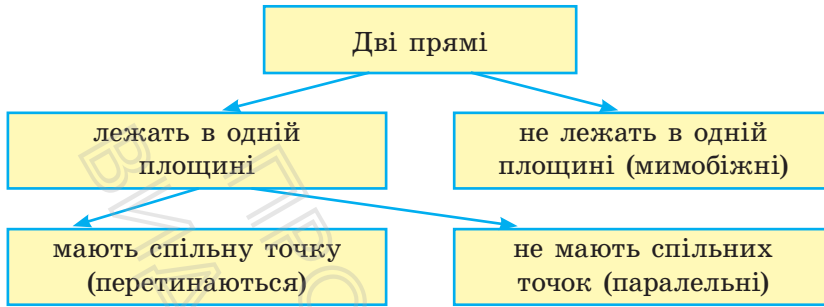 Дві прямі
лежать в одній
площині
не лежать в одній
площині (мимобіжні)
мають спільну точку
(перетинаються)
не мають спільних
точок (паралельні)